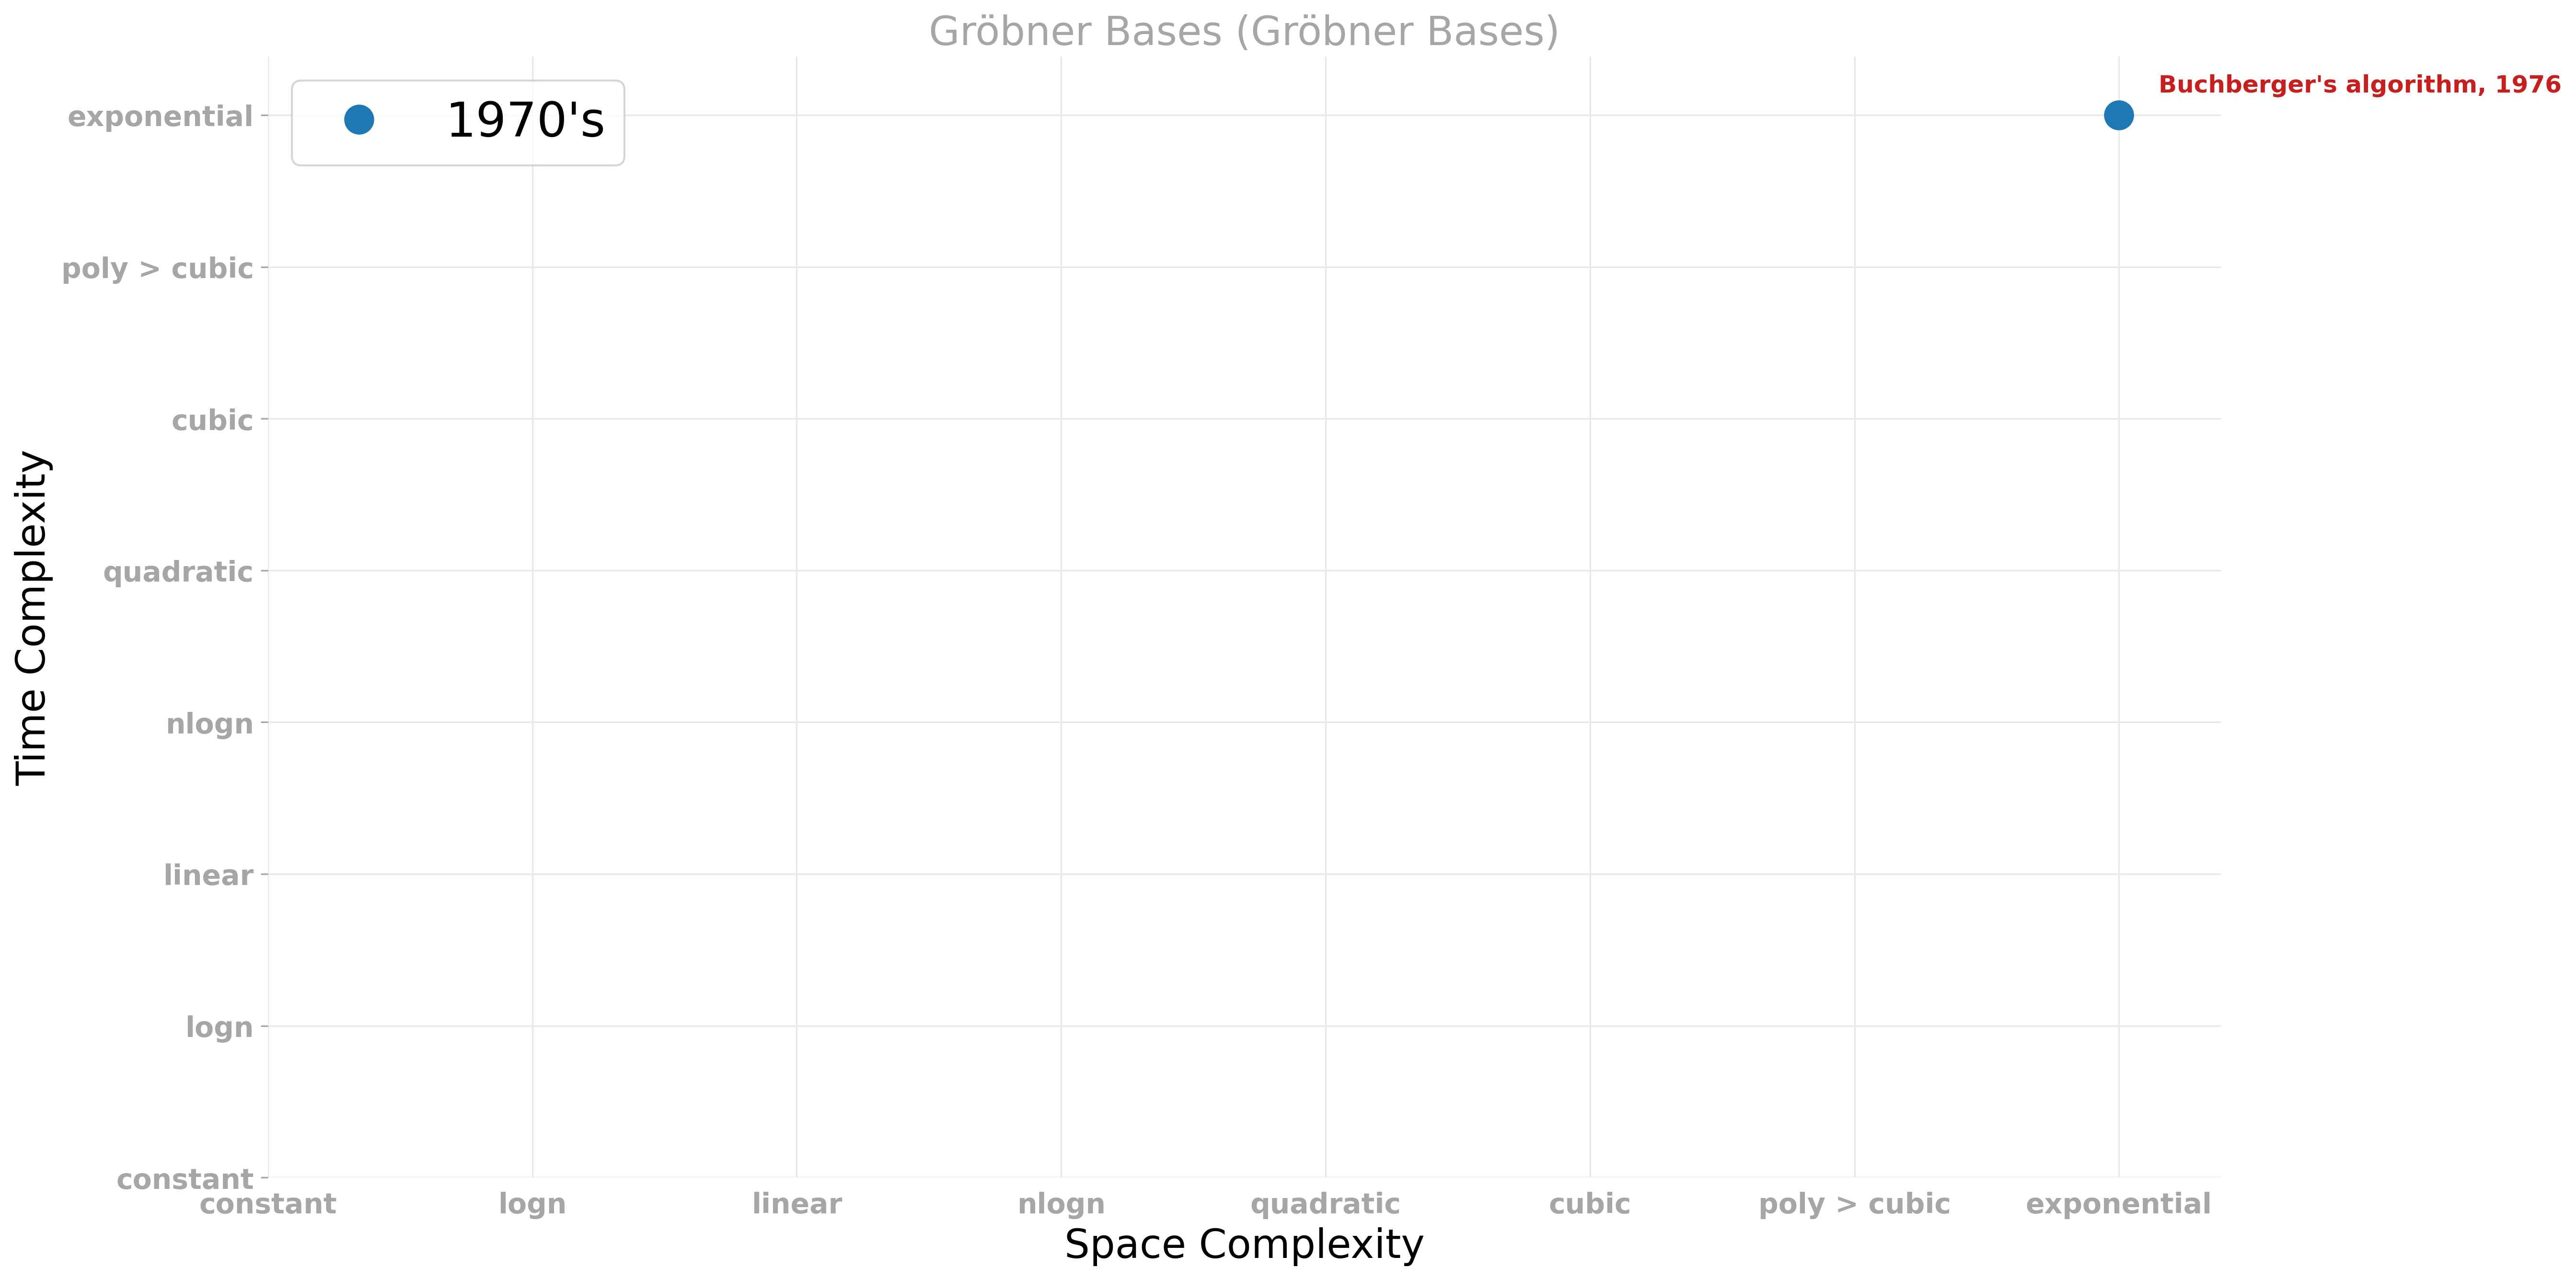 Gröbner Bases (Gröbner Bases)
1970's
Buchberger's algorithm, 1976
Time Complexity
exponential
poly > cubic
cubic
quadratic
nlogn
linear
logn
constant
constant logn linear nlogn quadratic cubic poly > cubic exponential
Space Complexity